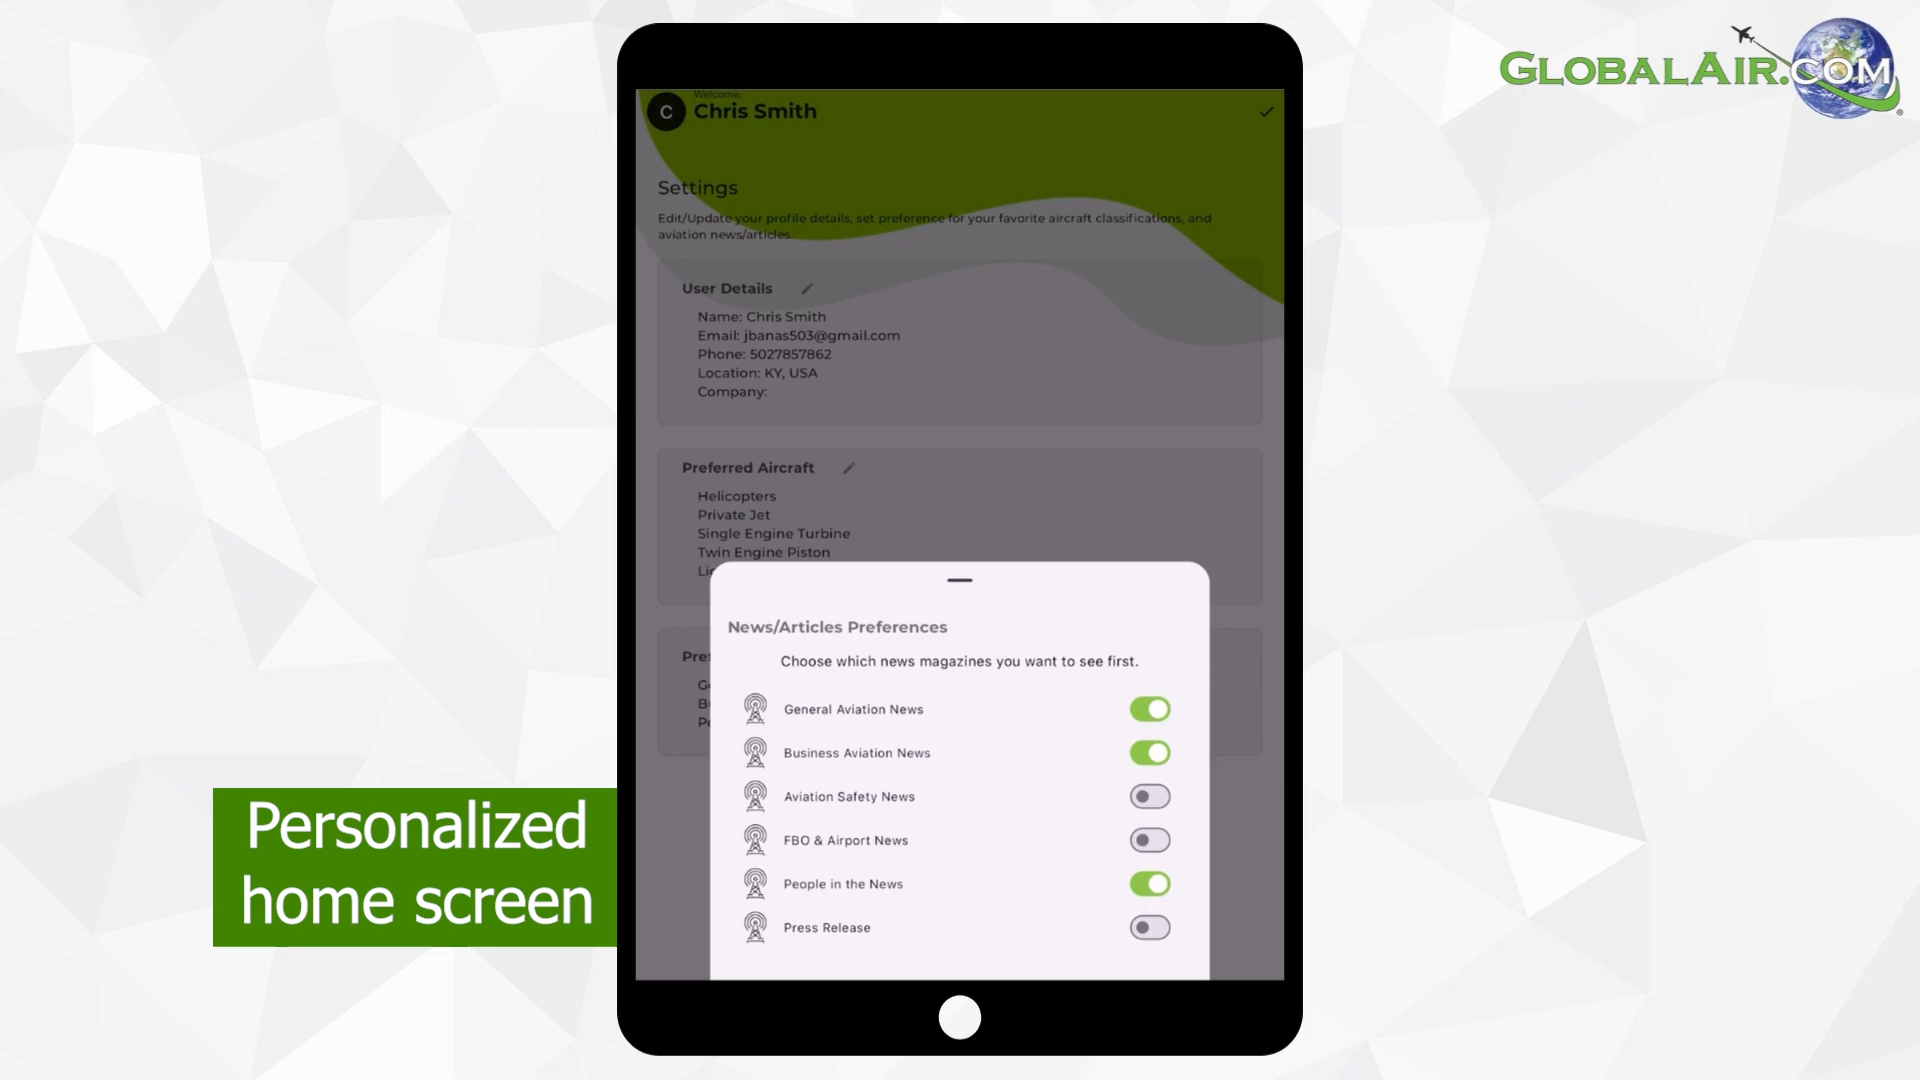 GLOBALAIR.COM
®
Welcome,
C
Chris Smith
Settings
Edit/Update your profile details, set preference for your favorite aircraft classifications, and
aviation news/articles.
User Details
Name: Chris Smith
Email: jbanas503@gmail.com
Phone: 5027857862
Location: KY, USA
Company:
Preferred Aircraft
Helicopters
Private Jet
Single Engine Turbine
Twin Engine Piston
News/Articles Preferences
Choose which news magazines you want to see first.
General Aviation News
Business Aviation News
Aviation Safety News
FBO & Airport News
People in the News
Press Release
Personalized
home screen